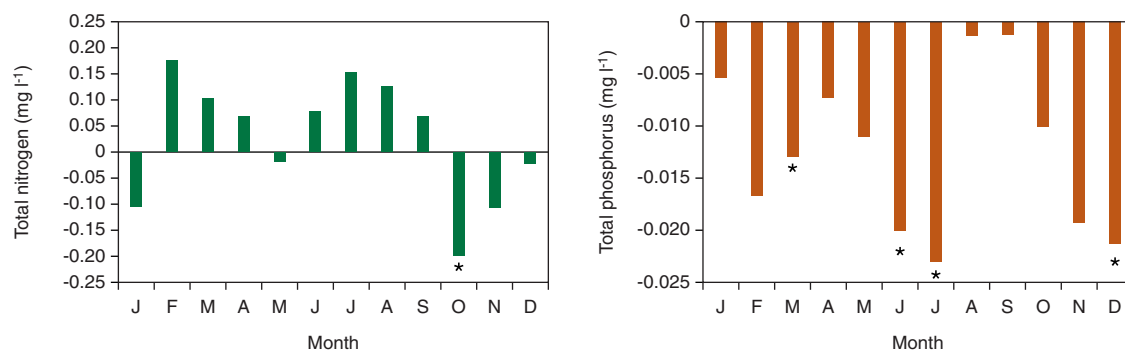 Total nitrogen (mg l⁻¹)
0.25
0.20
0.15
0.10
0.05
0
-0.05
-0.10
-0.15
-0.20
-0.25
*
J F M A M J J A S O N D
Month
Total phosphorus (mg l⁻¹)
0
-0.005
-0.010
-0.015
-0.020
-0.025
* * * *
J F M A M J J A S O N D
Month